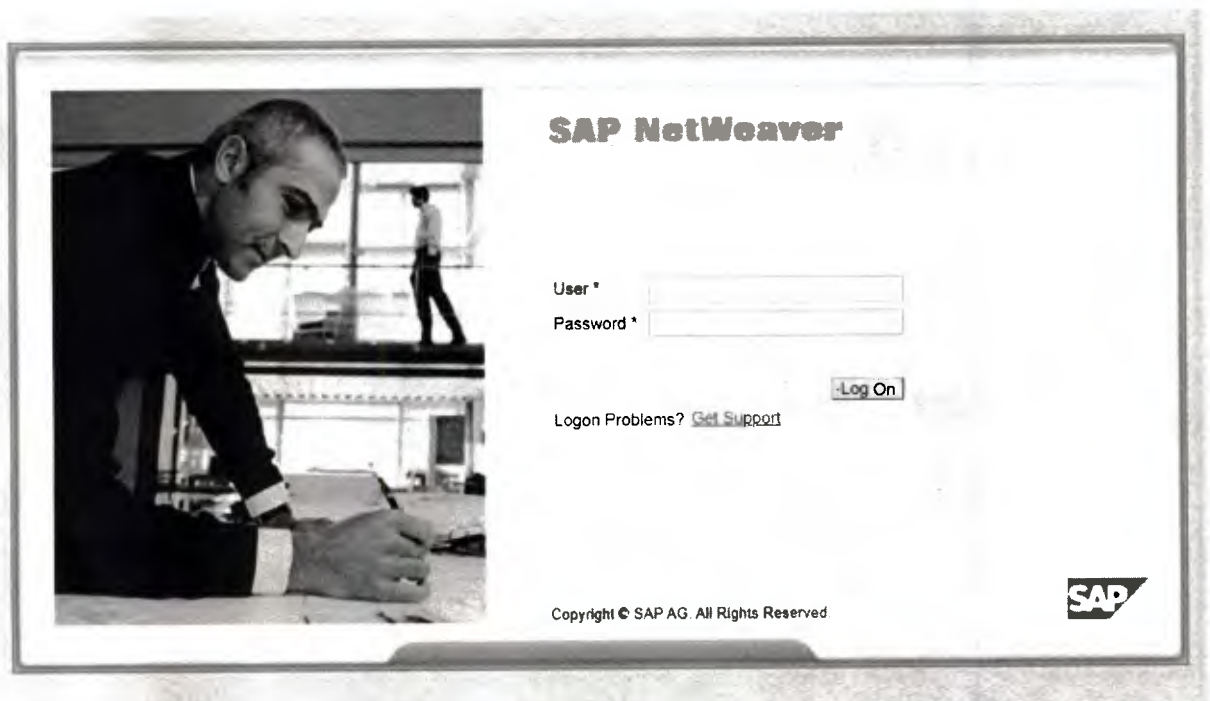 SAP NetWeaver
User *
Password *
Log On
Logon Problems? Get Support
Copyright © SAP AG. All Rights Reserved.
SAP